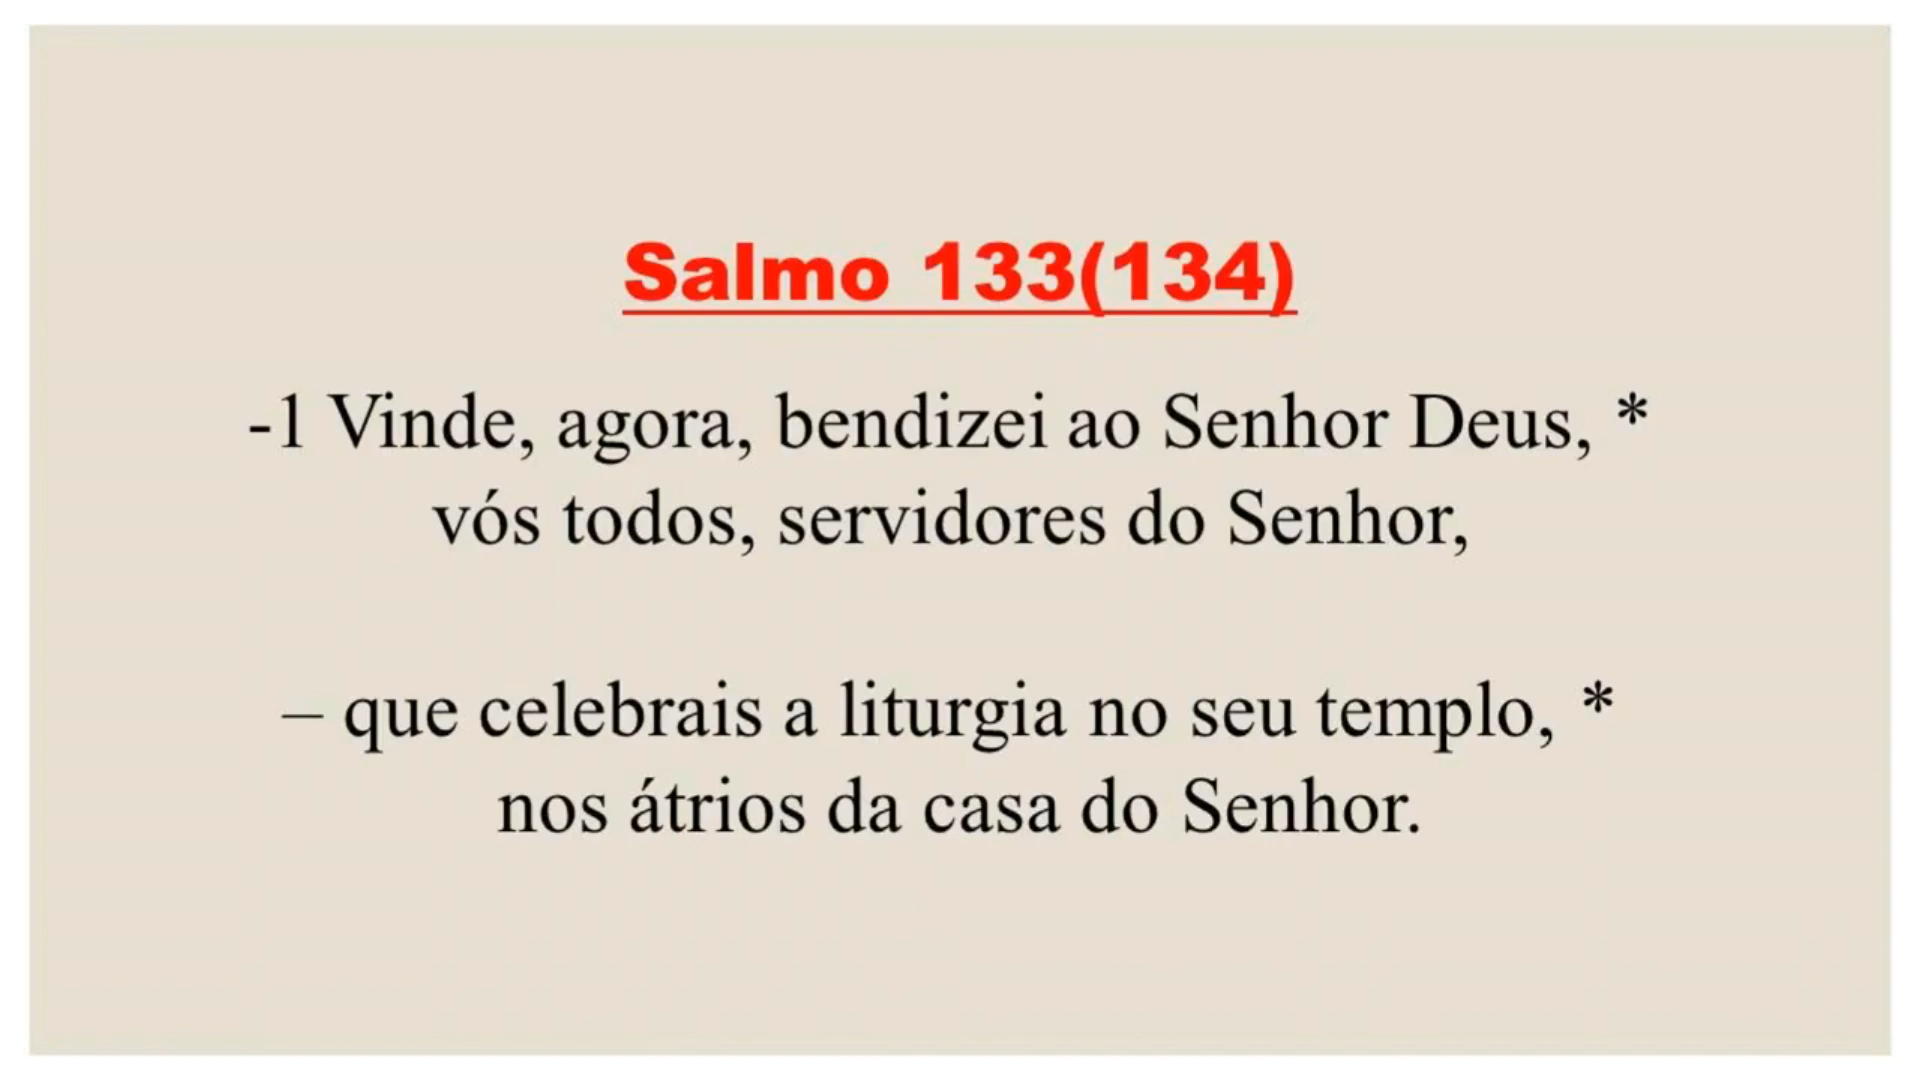 Salmo 133(134)
-1 Vinde, agora, bendizei ao Senhor Deus, *
vós todos, servidores do Senhor,
– que celebrais a liturgia no seu templo, *
nos átrios da casa do Senhor.